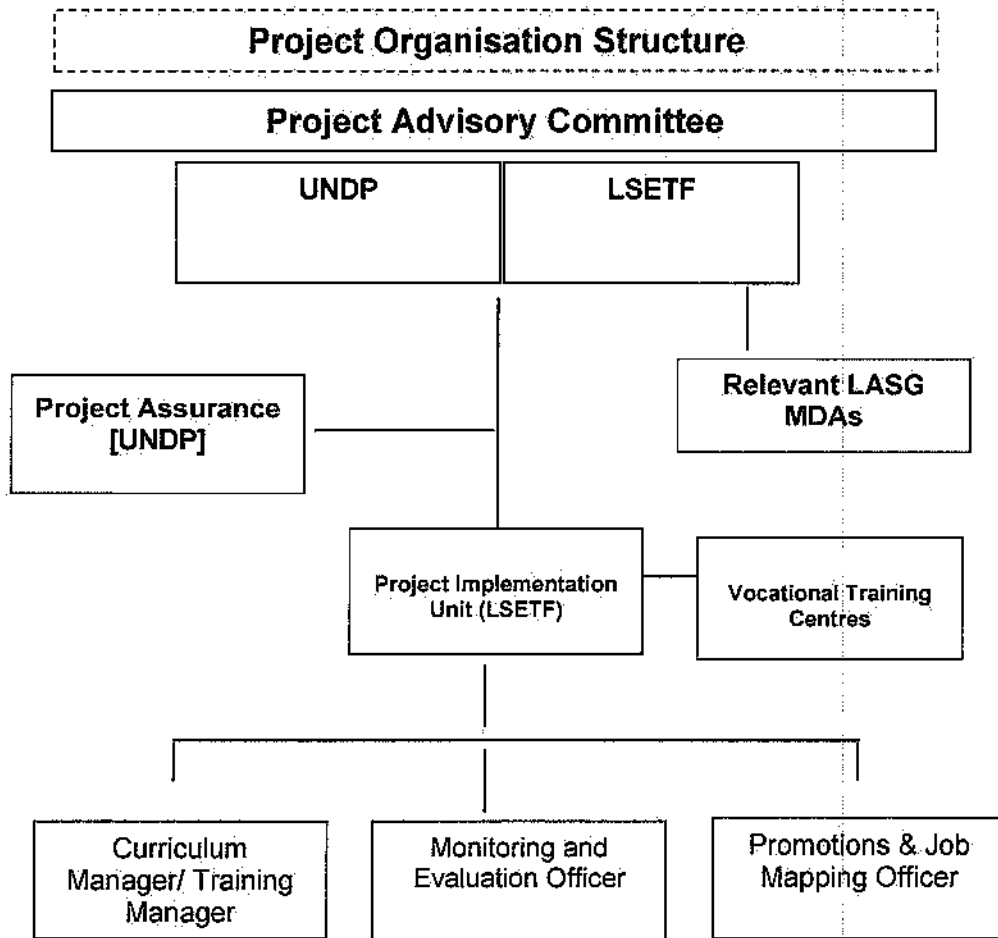 Project Organisation Structure
Project Advisory Committee
UNDP
LSETF
Project Assurance
[UNDP]
Relevant LASG
MDAs
Project Implementation
Unit (LSETF)
Vocational Training
Centres
Curriculum
Manager/ Training
Manager
Monitoring and
Evaluation Officer
Promotions & Job
Mapping Officer